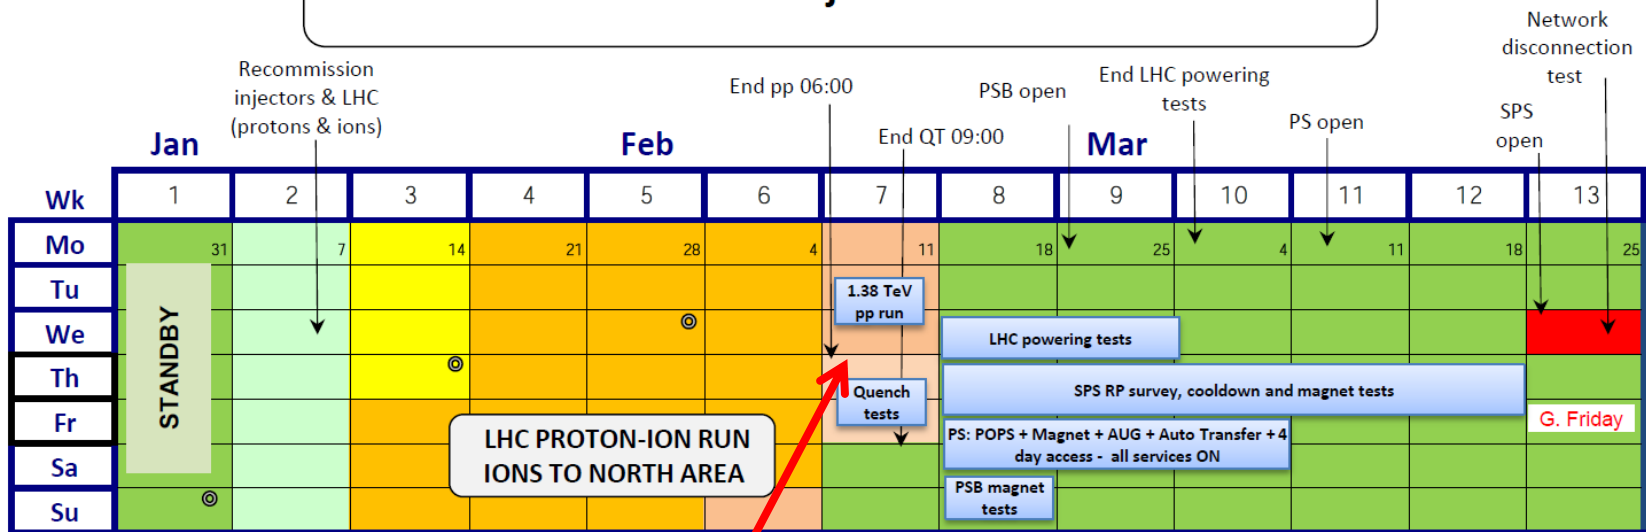 Network
disconnection
test
Recommission
injectors & LHC
(protons & ions)
End pp 06:00
PSB open
End LHC powering
tests
PS open
SPS
open
End QT 09:00
Jan
Feb
Mar
Wk 1 2 3 4 5 6 7 8 9 10 11 12 13
Mo 31 7 14 21 28 4 11 18 25 4 11 18 25
Tu
We
Th
Fr
Sa
Su
STANDBY
1.38 TeV
pp run
LHC powering tests
Quench
tests
SPS RP survey, cooldown and magnet tests
G. Friday
LHC PROTON-ION RUN
IONS TO NORTH AREA
PS: POPS + Magnet + AUG + Auto Transfer + 4
day access - all services ON
PSB magnet
tests